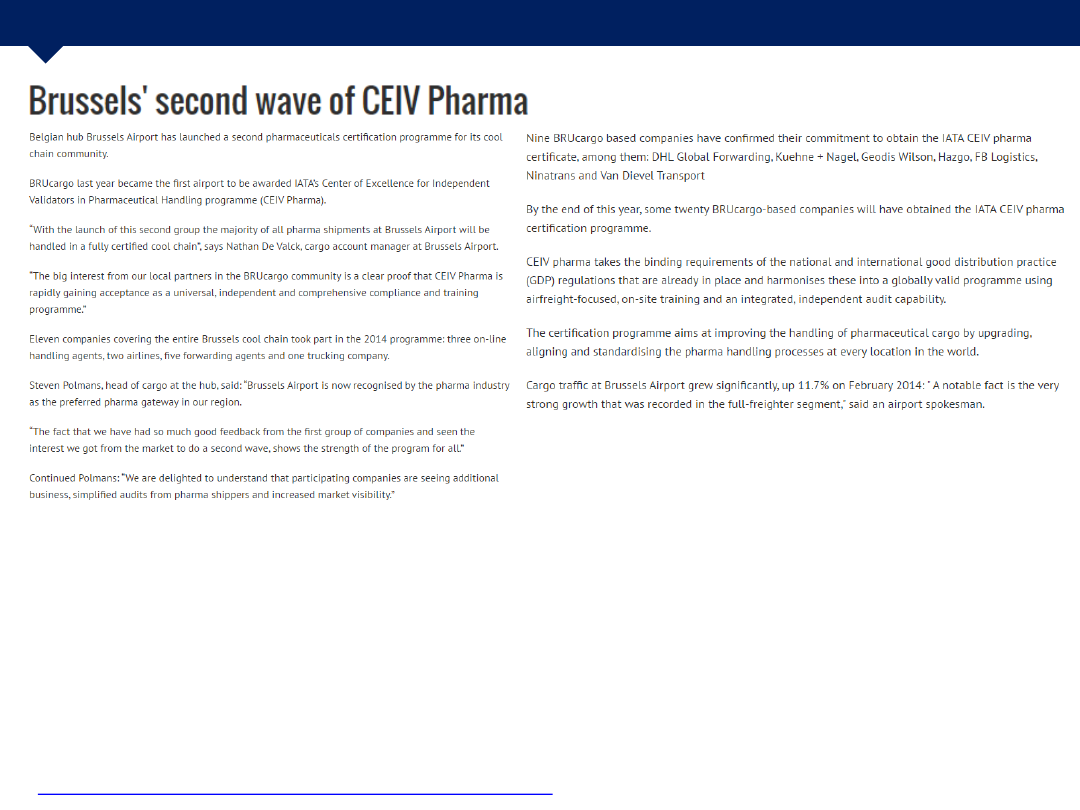 Brussels' second wave of CEIV Pharma
Belgian hub Brussels Airport has launched a second pharmaceuticals certification programme for its cool
chain community.
BRUcargo last year became the first airport to be awarded IATA's Center of Excellence for Independent
Validators in Pharmaceutical Handling programme (CEIV Pharma).
“With the launch of this second group the majority of all pharma shipments at Brussels Airport will be
handled in a fully certified cool chain”, says Nathan De Valck, cargo account manager at Brussels Airport.
“The big interest from our local partners in the BRUcargo community is a clear proof that CEIV Pharma is
rapidly gaining acceptance as a universal, independent and comprehensive compliance and training
programme.”
Eleven companies covering the entire Brussels cool chain took part in the 2014 programme: three on-line
handling agents, two airlines, five forwarding agents and one trucking company.
Steven Polmans, head of cargo at the hub, said: “Brussels Airport is now recognised by the pharma industry
as the preferred pharma gateway in our region.
“The fact that we have had so much good feedback from the first group of companies and seen the
interest we got from the market to do a second wave, shows the strength of the program for all.”
Continued Polmans: “We are delighted to understand that participating companies are seeing additional
business, simplified audits from pharma shippers and increased market visibility.”
Nine BRUcargo based companies have confirmed their commitment to obtain the IATA CEIV pharma
certificate, among them: DHL Global Forwarding, Kuehne + Nagel, Geodis Wilson, Hazgo, FB Logistics,
Ninatrans and Van Dievel Transport
By the end of this year, some twenty BRUcargo-based companies will have obtained the IATA CEIV pharma
certification programme.
CEIV pharma takes the binding requirements of the national and international good distribution practice
(GDP) regulations that are already in place and harmonises these into a globally valid programme using
airfreight-focused, on-site training and an integrated, independent audit capability.
The certification programme aims at improving the handling of pharmaceutical cargo by upgrading,
aligning and standardising the pharma handling processes at every location in the world.
Cargo traffic at Brussels Airport grew significantly, up 11.7% on February 2014: " A notable fact is the very
strong growth that was recorded in the full-freighter segment," said an airport spokesman.